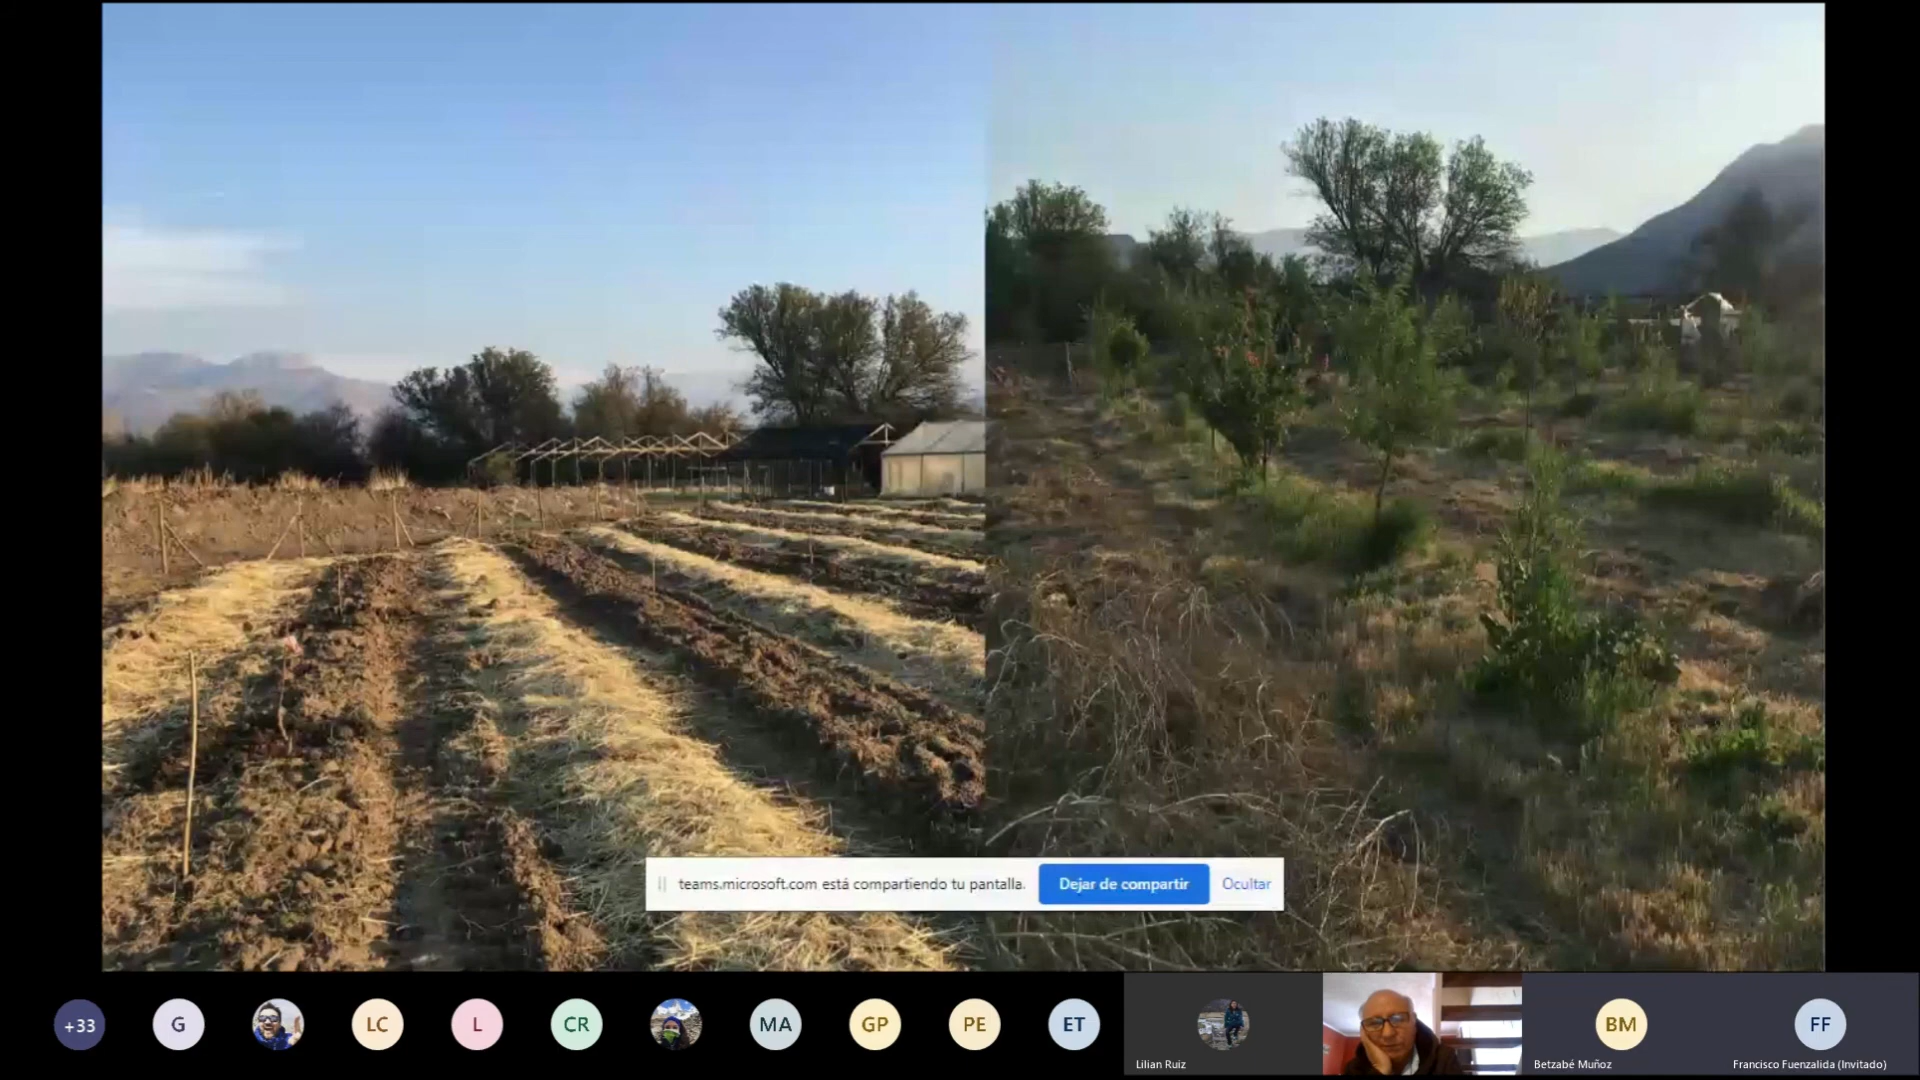 teams.microsoft.com está compartiendo tu pantalla.
Dejar de compartir
Ocultar
+33
G
LC
L
CR
MA
GP
PE
ET
Lilian Ruiz
BM
Betzabé Muñoz
FF
Francisco Fuenzalida (Invitado)